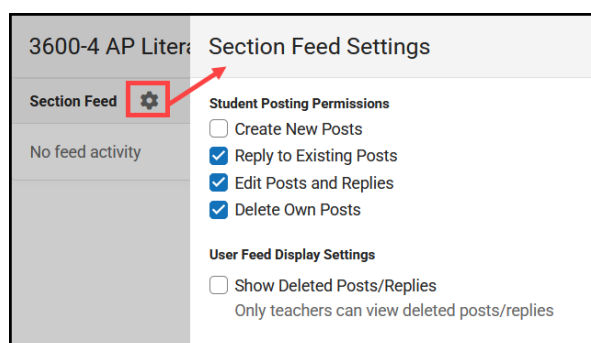 3600-4 AP Litera
Section Feed Settings
Section Feed
Student Posting Permissions
Create New Posts
No feed activity
Reply to Existing Posts
Edit Posts and Replies
Delete Own Posts
User Feed Display Settings
Show Deleted Posts/Replies
Only teachers can view deleted posts/replies